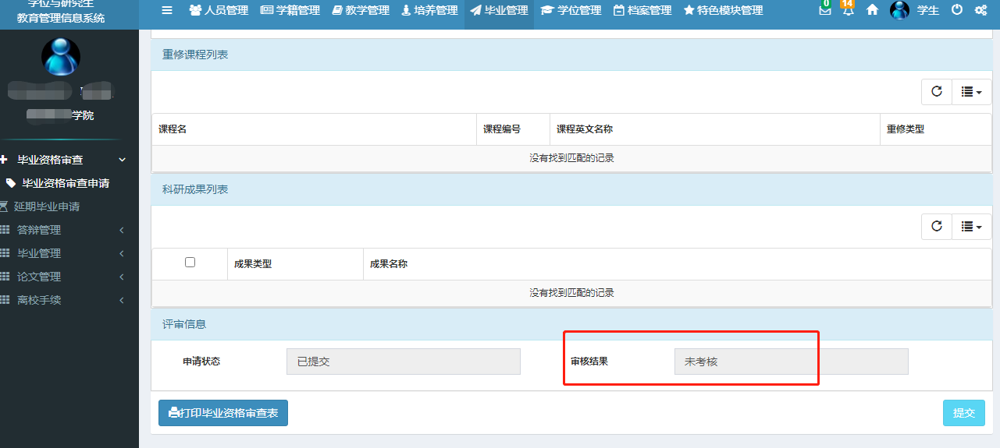 学位与研究生
教育管理信息系统
人员管理 学籍管理 教学管理 培养管理 毕业管理 学位管理 档案管理 特色模块管理 0 14 学生
学院
毕业资格审查
毕业资格审查申请
延期毕业申请
答辩管理
毕业管理
论文管理
离校手续
重修课程列表
课程名 课程编号 课程英文名称 重修类型
没有找到匹配的记录
科研成果列表
成果类型 成果名称
没有找到匹配的记录
评审信息
申请状态 已提交 审核结果 未考核
打印毕业资格审查表 提交